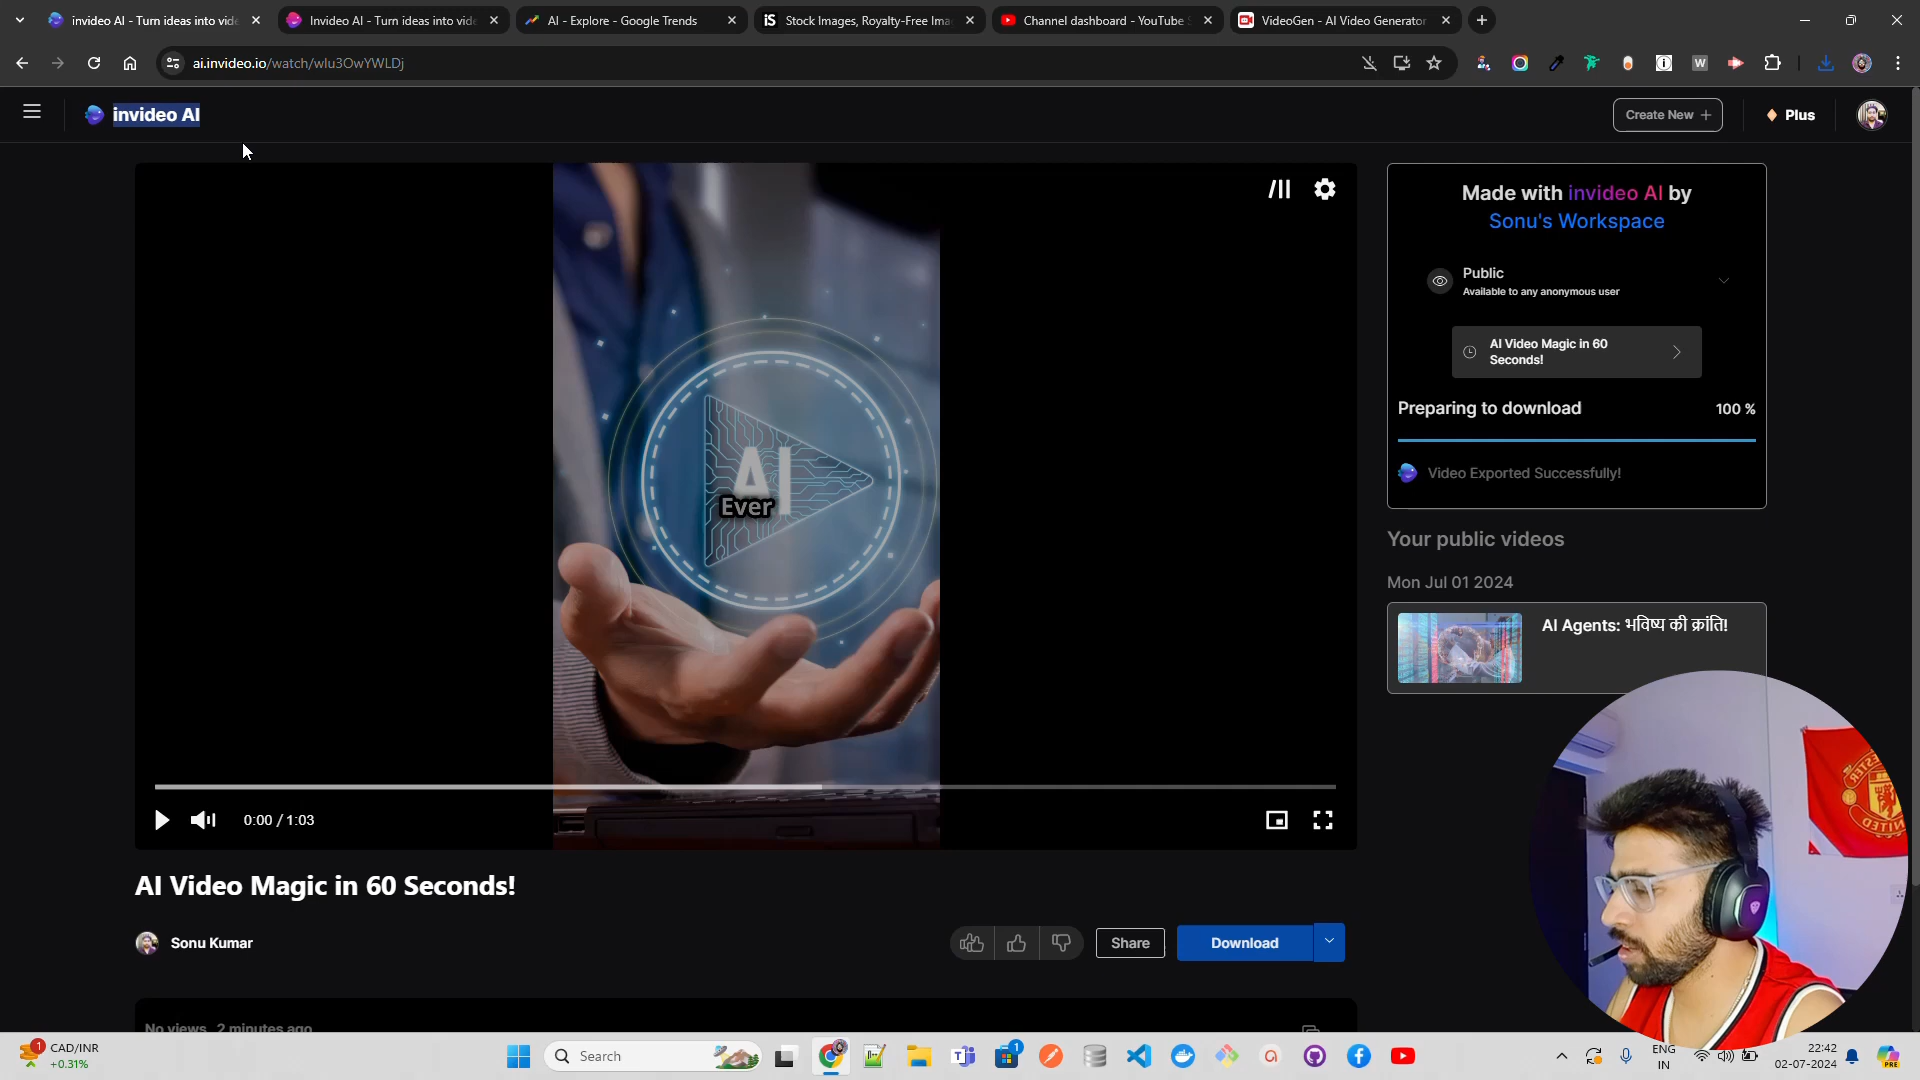 invideo AI - Turn ideas into vide
Invideo AI - Turn ideas into vide
AI - Explore - Google Trends
Stock Images, Royalty-Free Ima
Channel dashboard - YouTube S
VideoGen - AI Video Generator
ai.invideo.io/watch/wlu3OwYWLDj
invideo AI
Create New +
Plus
Made with invideo AI by
Sonu's Workspace
Public
Available to any anonymous user
AI Video Magic in 60
Seconds!
Preparing to download
100 %
Video Exported Successfully!
AI
Ever
Your public videos
Mon Jul 01 2024
AI Agents: भविष्य की क्रांति!
0:00 / 1:03
AI Video Magic in 60 Seconds!
Sonu Kumar
Share
Download
No views 2 minutes ago
CAD/INR
+0.31%
Search
ENG
IN
22:42
02-07-2024